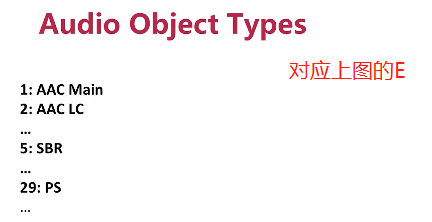 Audio Object Types
对应上图的E
1: AAC Main
2: AAC LC
...
5: SBR
...
29: PS
...